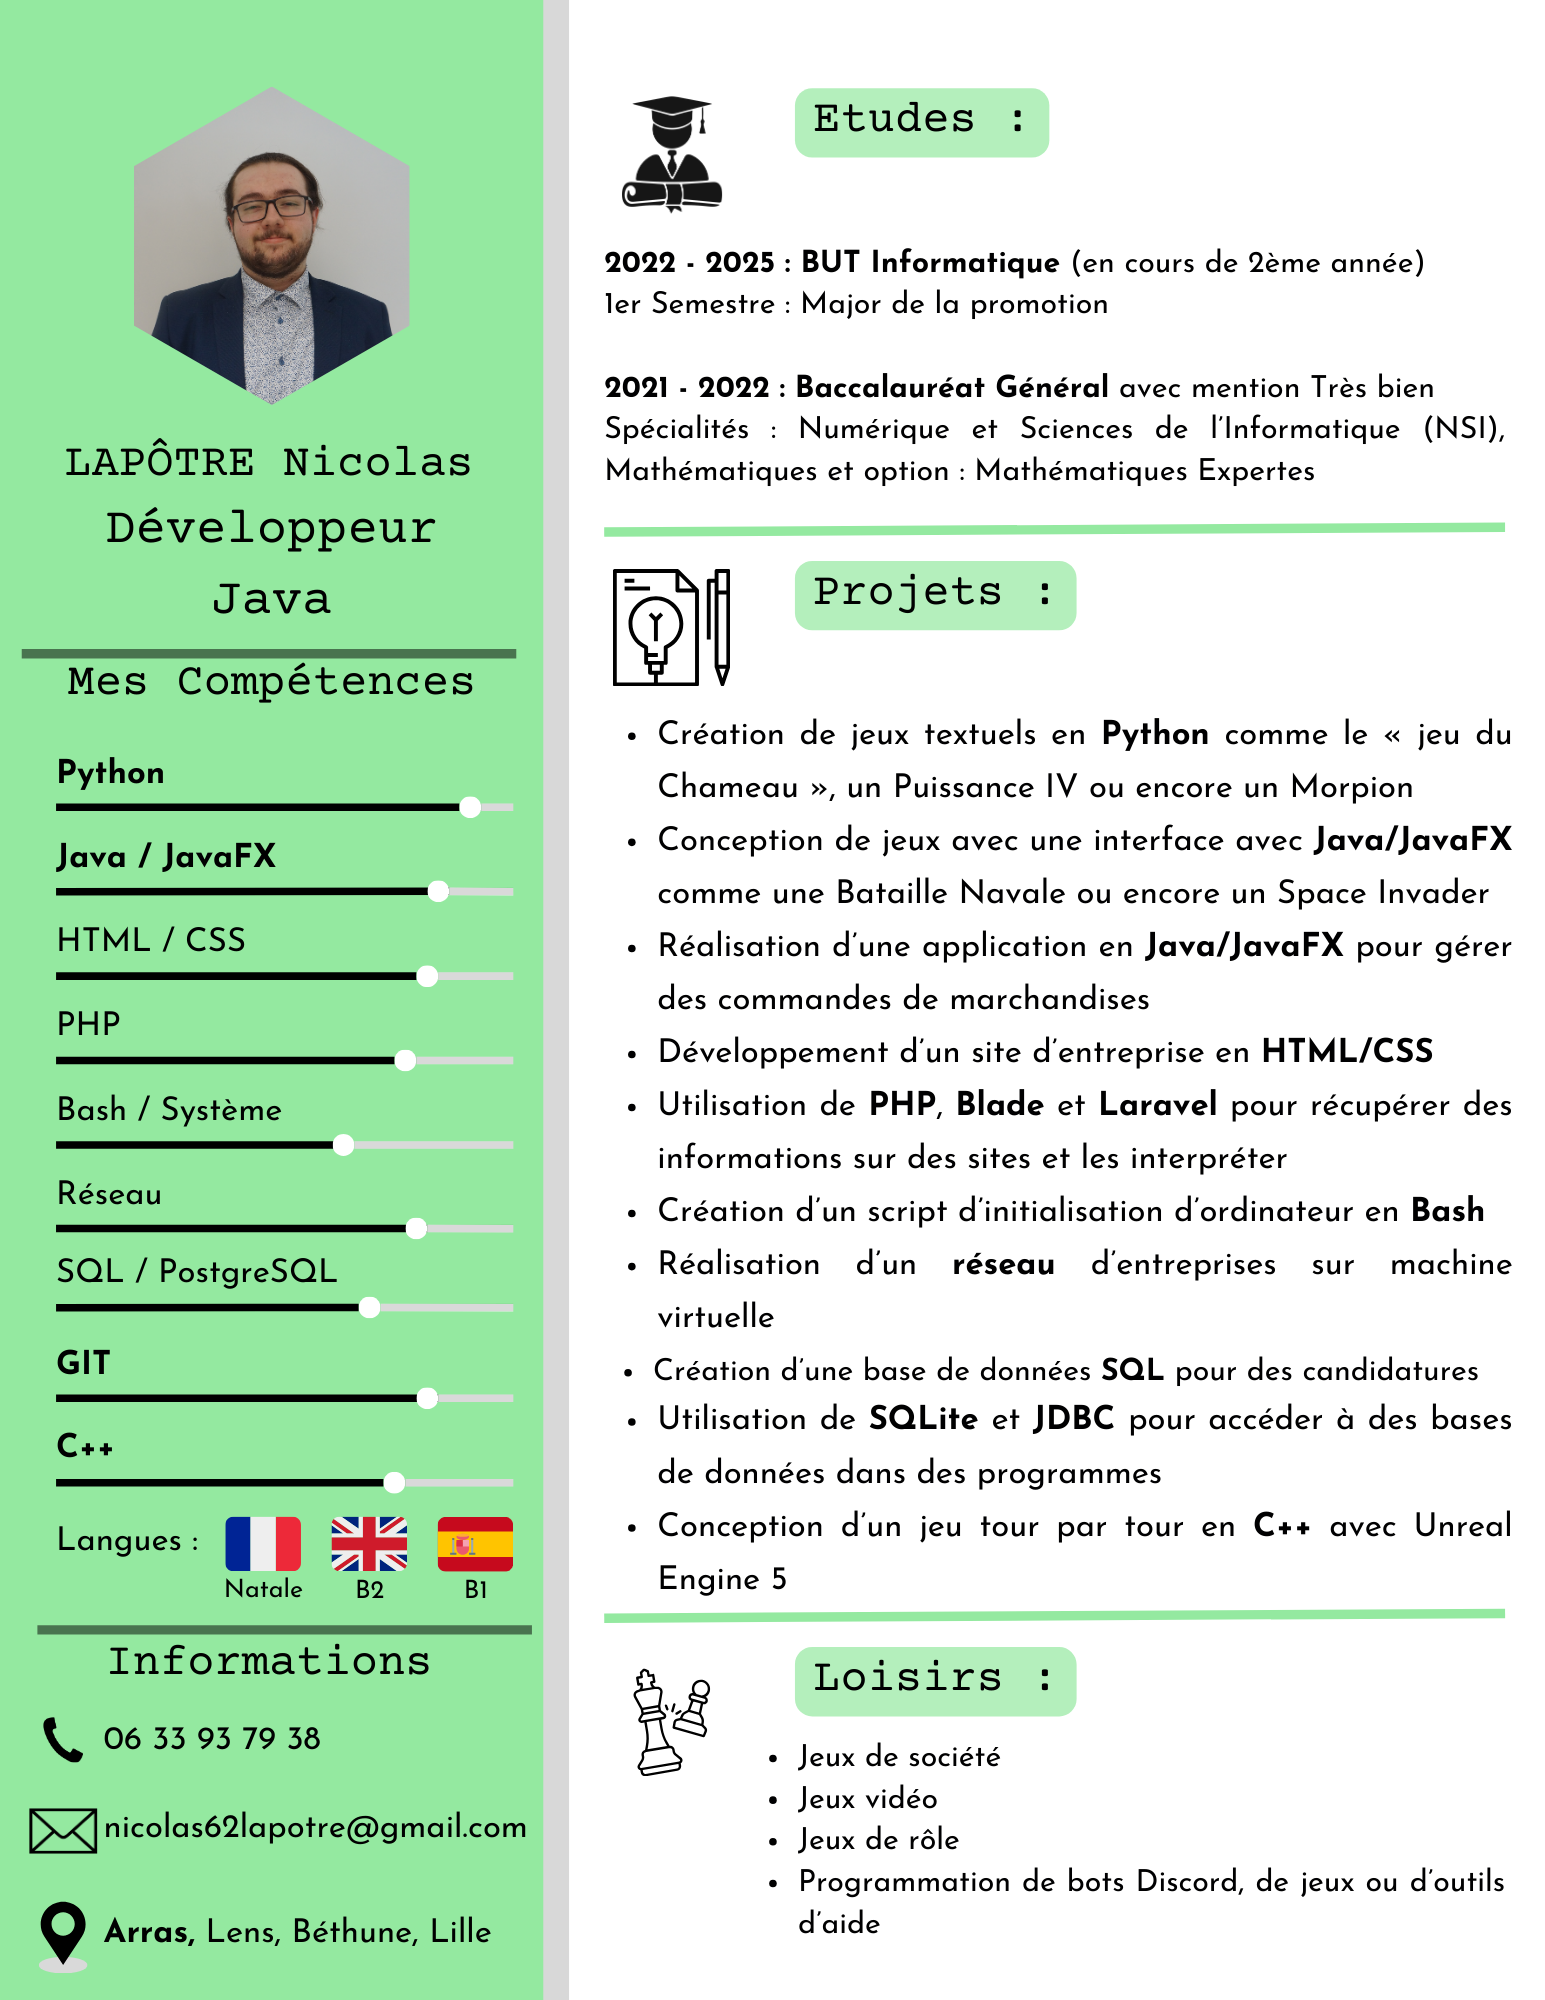 LAPÔTRE Nicolas
Développeur
Java
Mes Compétences
Python
Java / JavaFX
HTML / CSS
PHP
Bash / Système
Réseau
SQL / PostgreSQL
GIT
C++
Langues :
Natale
B2
B1
Informations
06 33 93 79 38
nicolas62lapotre@gmail.com
Arras, Lens, Béthune, Lille
Etudes :
2022 - 2025 : BUT Informatique (en cours de 2ème année)
1er Semestre : Major de la promotion
2021 - 2022 : Baccalauréat Général avec mention Très bien
Spécialités : Numérique et Sciences de l'Informatique (NSI),
Mathématiques et option : Mathématiques Expertes
Projets :
• Création de jeux textuels en Python comme le « jeu du
Chameau », un Puissance IV ou encore un Morpion
• Conception de jeux avec une interface avec Java/JavaFX
comme une Bataille Navale ou encore un Space Invader
• Réalisation d'une application en Java/JavaFX pour gérer
des commandes de marchandises
• Développement d'un site d'entreprise en HTML/CSS
• Utilisation de PHP, Blade et Laravel pour récupérer des
informations sur des sites et les interpréter
• Création d'un script d'initialisation d'ordinateur en Bash
• Réalisation d'un réseau d'entreprises sur machine
virtuelle
• Création d'une base de données SQL pour des candidatures
• Utilisation de SQLite et JDBC pour accéder à des bases
de données dans des programmes
• Conception d'un jeu tour par tour en C++ avec Unreal
Engine 5
Loisirs :
• Jeux de société
• Jeux vidéo
• Jeux de rôle
• Programmation de bots Discord, de jeux ou d'outils
d'aide